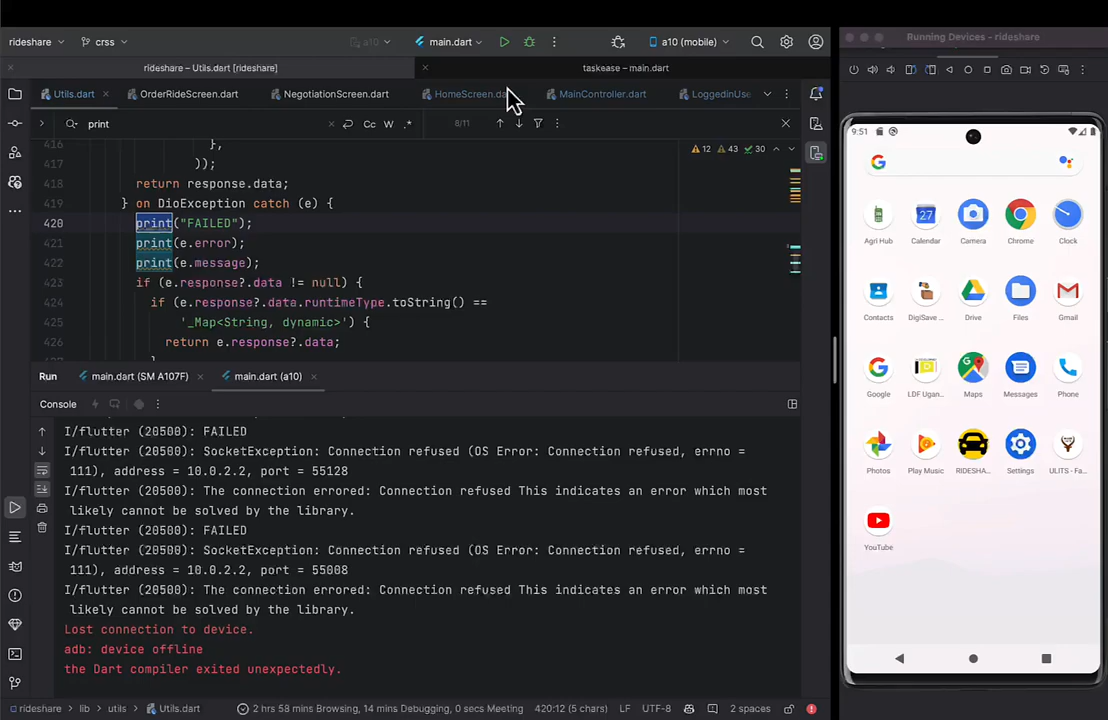 rideshare
crss
a10
main.dart
a10 (mobile)
Running Devices – rideshare
rideshare – Utils.dart [rideshare]
taskease – main.dart
Utils.dart
OrderRideScreen.dart
NegotiationScreen.dart
HomeScreen.da
MainController.dart
LoggedinUse
print
Cc
W
.*
8/11
12
43
30
416 },
417 ));
418 return response.data;
419 } on DioException catch (e) {
420 print("FAILED");
421 print(e.error);
422 print(e.message);
423 if (e.response?.data != null) {
424 if (e.response?.data.runtimeType.toString() ==
425 '_Map<String, dynamic>') {
426 return e.response?.data;
}
Run
main.dart (SM A107F)
main.dart (a10)
Console
I/flutter (20500): FAILED
I/flutter (20500): SocketException: Connection refused (OS Error: Connection refused, errno =
111), address = 10.0.2.2, port = 55128
I/flutter (20500): The connection errored: Connection refused This indicates an error which most
likely cannot be solved by the library.
I/flutter (20500): FAILED
I/flutter (20500): SocketException: Connection refused (OS Error: Connection refused, errno =
111), address = 10.0.2.2, port = 55008
I/flutter (20500): The connection errored: Connection refused This indicates an error which most
likely cannot be solved by the library.
Lost connection to device.
adb: device offline
the Dart compiler exited unexpectedly.
rideshare
lib
utils
Utils.dart
2 hrs 58 mins Browsing, 14 mins Debugging, 0 secs Meeting
420:12 (5 chars)
LF
UTF-8
2 spaces
9:51
Agri Hub
27
Calendar
Camera
Chrome
Clock
Contacts
DigiSave ...
Drive
Files
Gmail
Google
LDF Ugan..
Maps
Messages
Phone
Photos
Play Music
RIDESHA..
Settings
ULITS - Fa...
YouTube